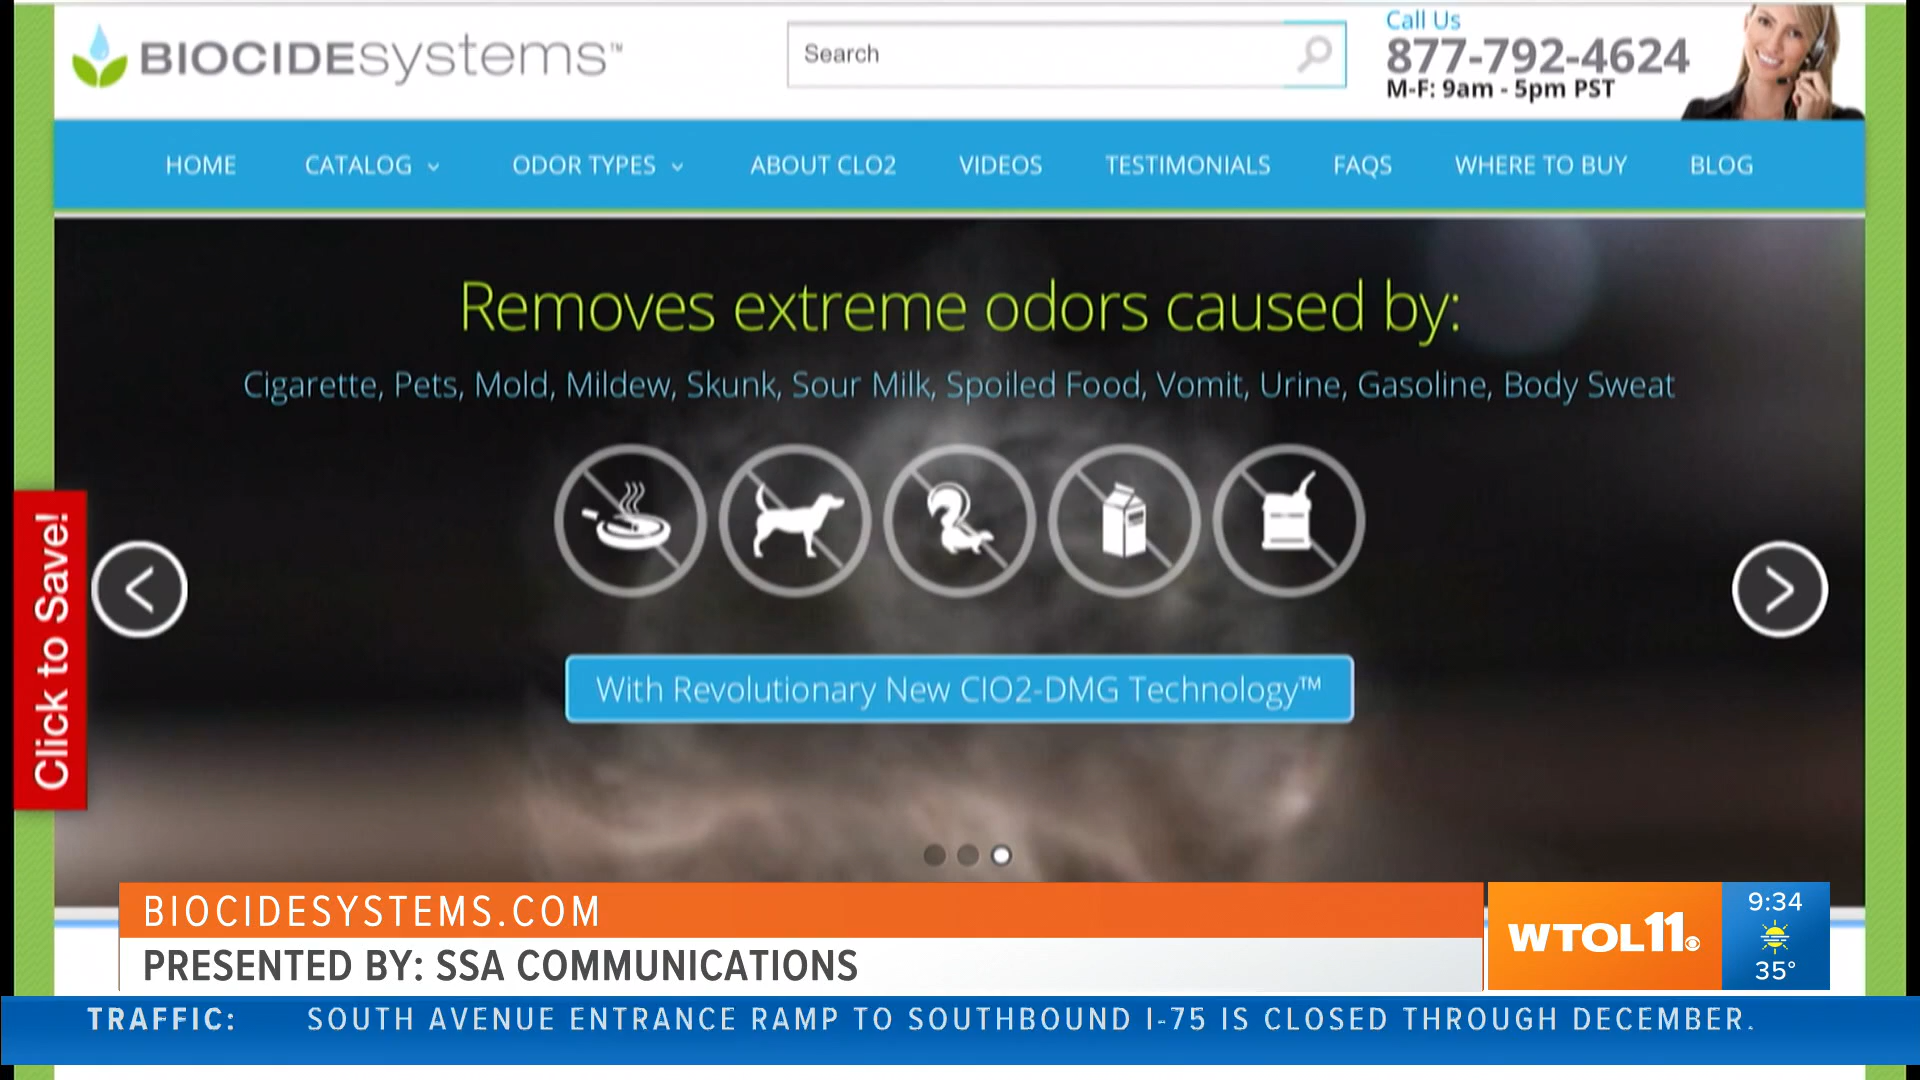 BIOCIDEsystems™
Search
Call Us
877-792-4624
M-F: 9am - 5pm PST
HOME
CATALOG
ODOR TYPES
ABOUT CLO2
VIDEOS
TESTIMONIALS
FAQS
WHERE TO BUY
BLOG
Removes extreme odors caused by:
Cigarette, Pets, Mold, Mildew, Skunk, Sour Milk, Spoiled Food, Vomit, Urine, Gasoline, Body Sweat
With Revolutionary New ClO2-DMG Technology™
Click to Save!
BIOCIDESYSTEMS.COM
PRESENTED BY: SSA COMMUNICATIONS
WTOL11
9:34
35°
TRAFFIC: SOUTH AVENUE ENTRANCE RAMP TO SOUTHBOUND I-75 IS CLOSED THROUGH DECEMBER.